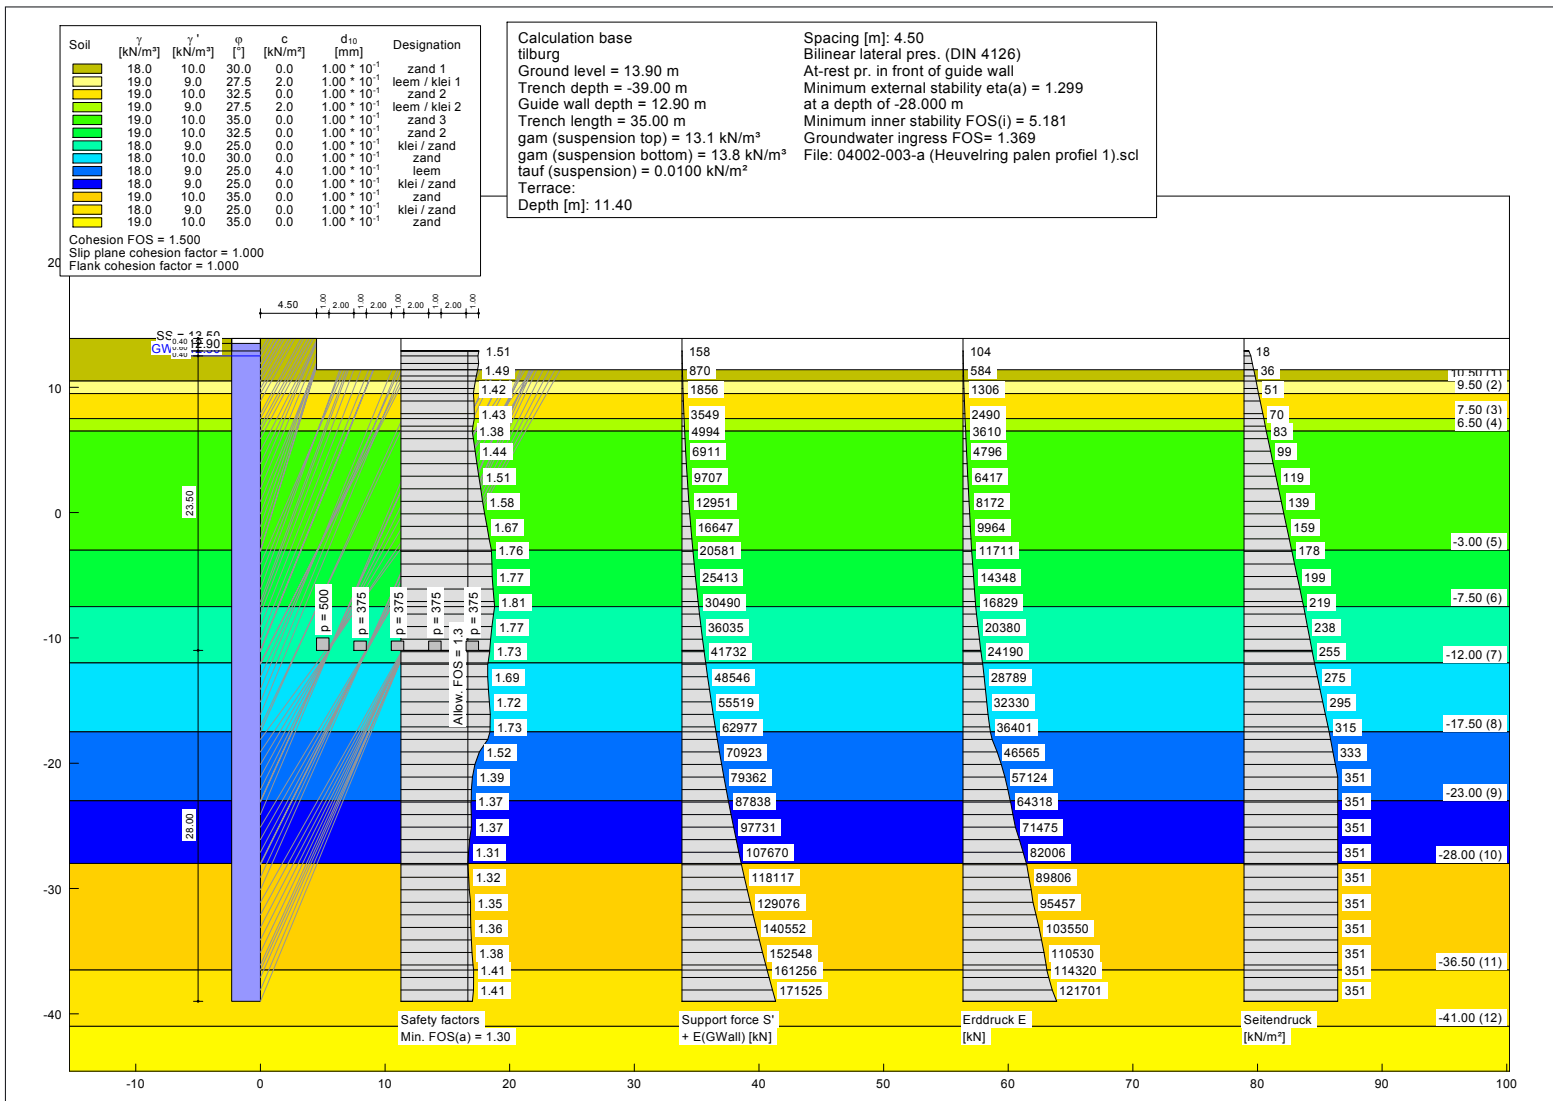 Soil γ γ ' φ c d10 Designation
[kN/m³] [kN/m³] [°] [kN/m²] [mm]
18.0 10.0 30.0 0.0 1.00 * 10-1 zand 1
19.0 9.0 27.5 2.0 1.00 * 10-1 leem / klei 1
19.0 10.0 32.5 0.0 1.00 * 10-1 zand 2
19.0 9.0 27.5 2.0 1.00 * 10-1 leem / klei 2
19.0 10.0 35.0 0.0 1.00 * 10-1 zand 3
19.0 10.0 32.5 0.0 1.00 * 10-1 zand 2
18.0 9.0 25.0 0.0 1.00 * 10-1 klei / zand
18.0 10.0 30.0 0.0 1.00 * 10-1 zand
18.0 9.0 25.0 4.0 1.00 * 10-1 leem
18.0 9.0 25.0 0.0 1.00 * 10-1 klei / zand
19.0 10.0 35.0 0.0 1.00 * 10-1 zand
18.0 9.0 25.0 0.0 1.00 * 10-1 klei / zand
19.0 10.0 35.0 0.0 1.00 * 10-1 zand
Cohesion FOS = 1.500
Slip plane cohesion factor = 1.000
Flank cohesion factor = 1.000
Calculation base
tilburg
Ground level = 13.90 m
Trench depth = -39.00 m
Guide wall depth = 12.90 m
Trench length = 35.00 m
gam (suspension top) = 13.1 kN/m³
gam (suspension bottom) = 13.8 kN/m³
tauf (suspension) = 0.0100 kN/m²
Terrace:
Depth [m]: 11.40
Spacing [m]: 4.50
Bilinear lateral pres. (DIN 4126)
At-rest pr. in front of guide wall
Minimum external stability eta(a) = 1.299
at a depth of -28.000 m
Minimum inner stability FOS(i) = 5.181
Groundwater ingress FOS= 1.369
File: 04002-003-a (Heuvelring palen profiel 1).scl
20
10
0
-10
-20
-30
-40
4.50 1.00 2.00 1.00 2.00 1.00 2.00 1.00 2.00 1.00
SS = 13.50
0.40
12.90
GW
0.40
23.50
28.00
p = 500
p = 375
p = 375
p = 375
p = 375
Allow. FOS = 1.3
1.51 158 104 18
1.49 870 584 36 10.50 (1)
1.42 1856 1306 51 9.50 (2)
1.43 3549 2490 70 7.50 (3)
1.38 4994 3610 83 6.50 (4)
1.44 6911 4796 99
1.51 9707 6417 119
1.58 12951 8172 139
1.67 16647 9964 159
1.76 20581 11711 178 -3.00 (5)
1.77 25413 14348 199
1.81 30490 16829 219 -7.50 (6)
1.77 36035 20380 238
1.73 41732 24190 255 -12.00 (7)
1.69 48546 28789 275
1.72 55519 32330 295
1.73 62977 36401 315 -17.50 (8)
1.52 70923 46565 333
1.39 79362 57124 351
1.37 87838 64318 351 -23.00 (9)
1.37 97731 71475 351
1.31 107670 82006 351 -28.00 (10)
1.32 118117 89806 351
1.35 129076 95457 351
1.36 140552 103550 351
1.38 152548 110530 351
1.41 161256 114320 351 -36.50 (11)
1.41 171525 121701 351
-41.00 (12)
Safety factors
Min. FOS(a) = 1.30
Support force S'
+ E(GWall) [kN]
Erddruck E
[kN]
Seitendruck
[kN/m²]
-10 0 10 20 30 40 50 60 70 80 90 100